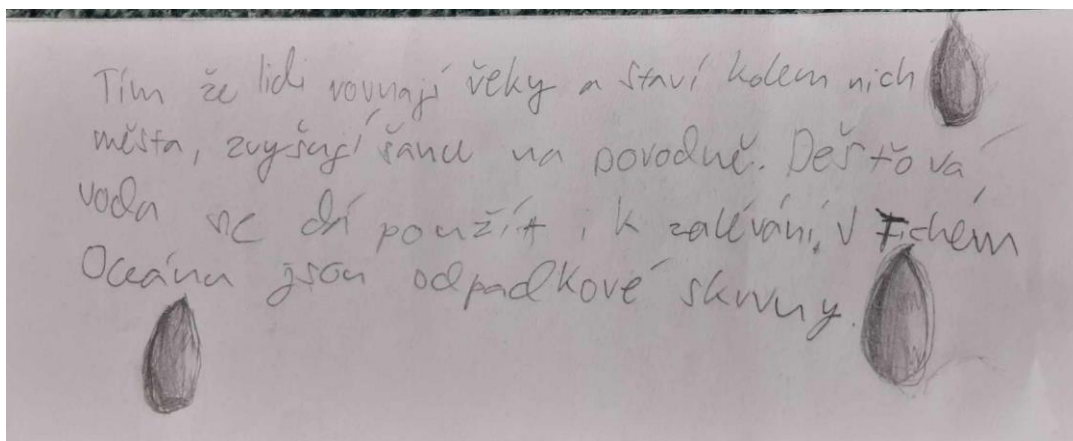 Tím že lidi rovnají řeky a staví kolem nich
města, zvyšují šanci na povodně. Dešťová
voda se dá použít i k zalévání. V Tichém
Oceánu jsou odpadkové skvrny.